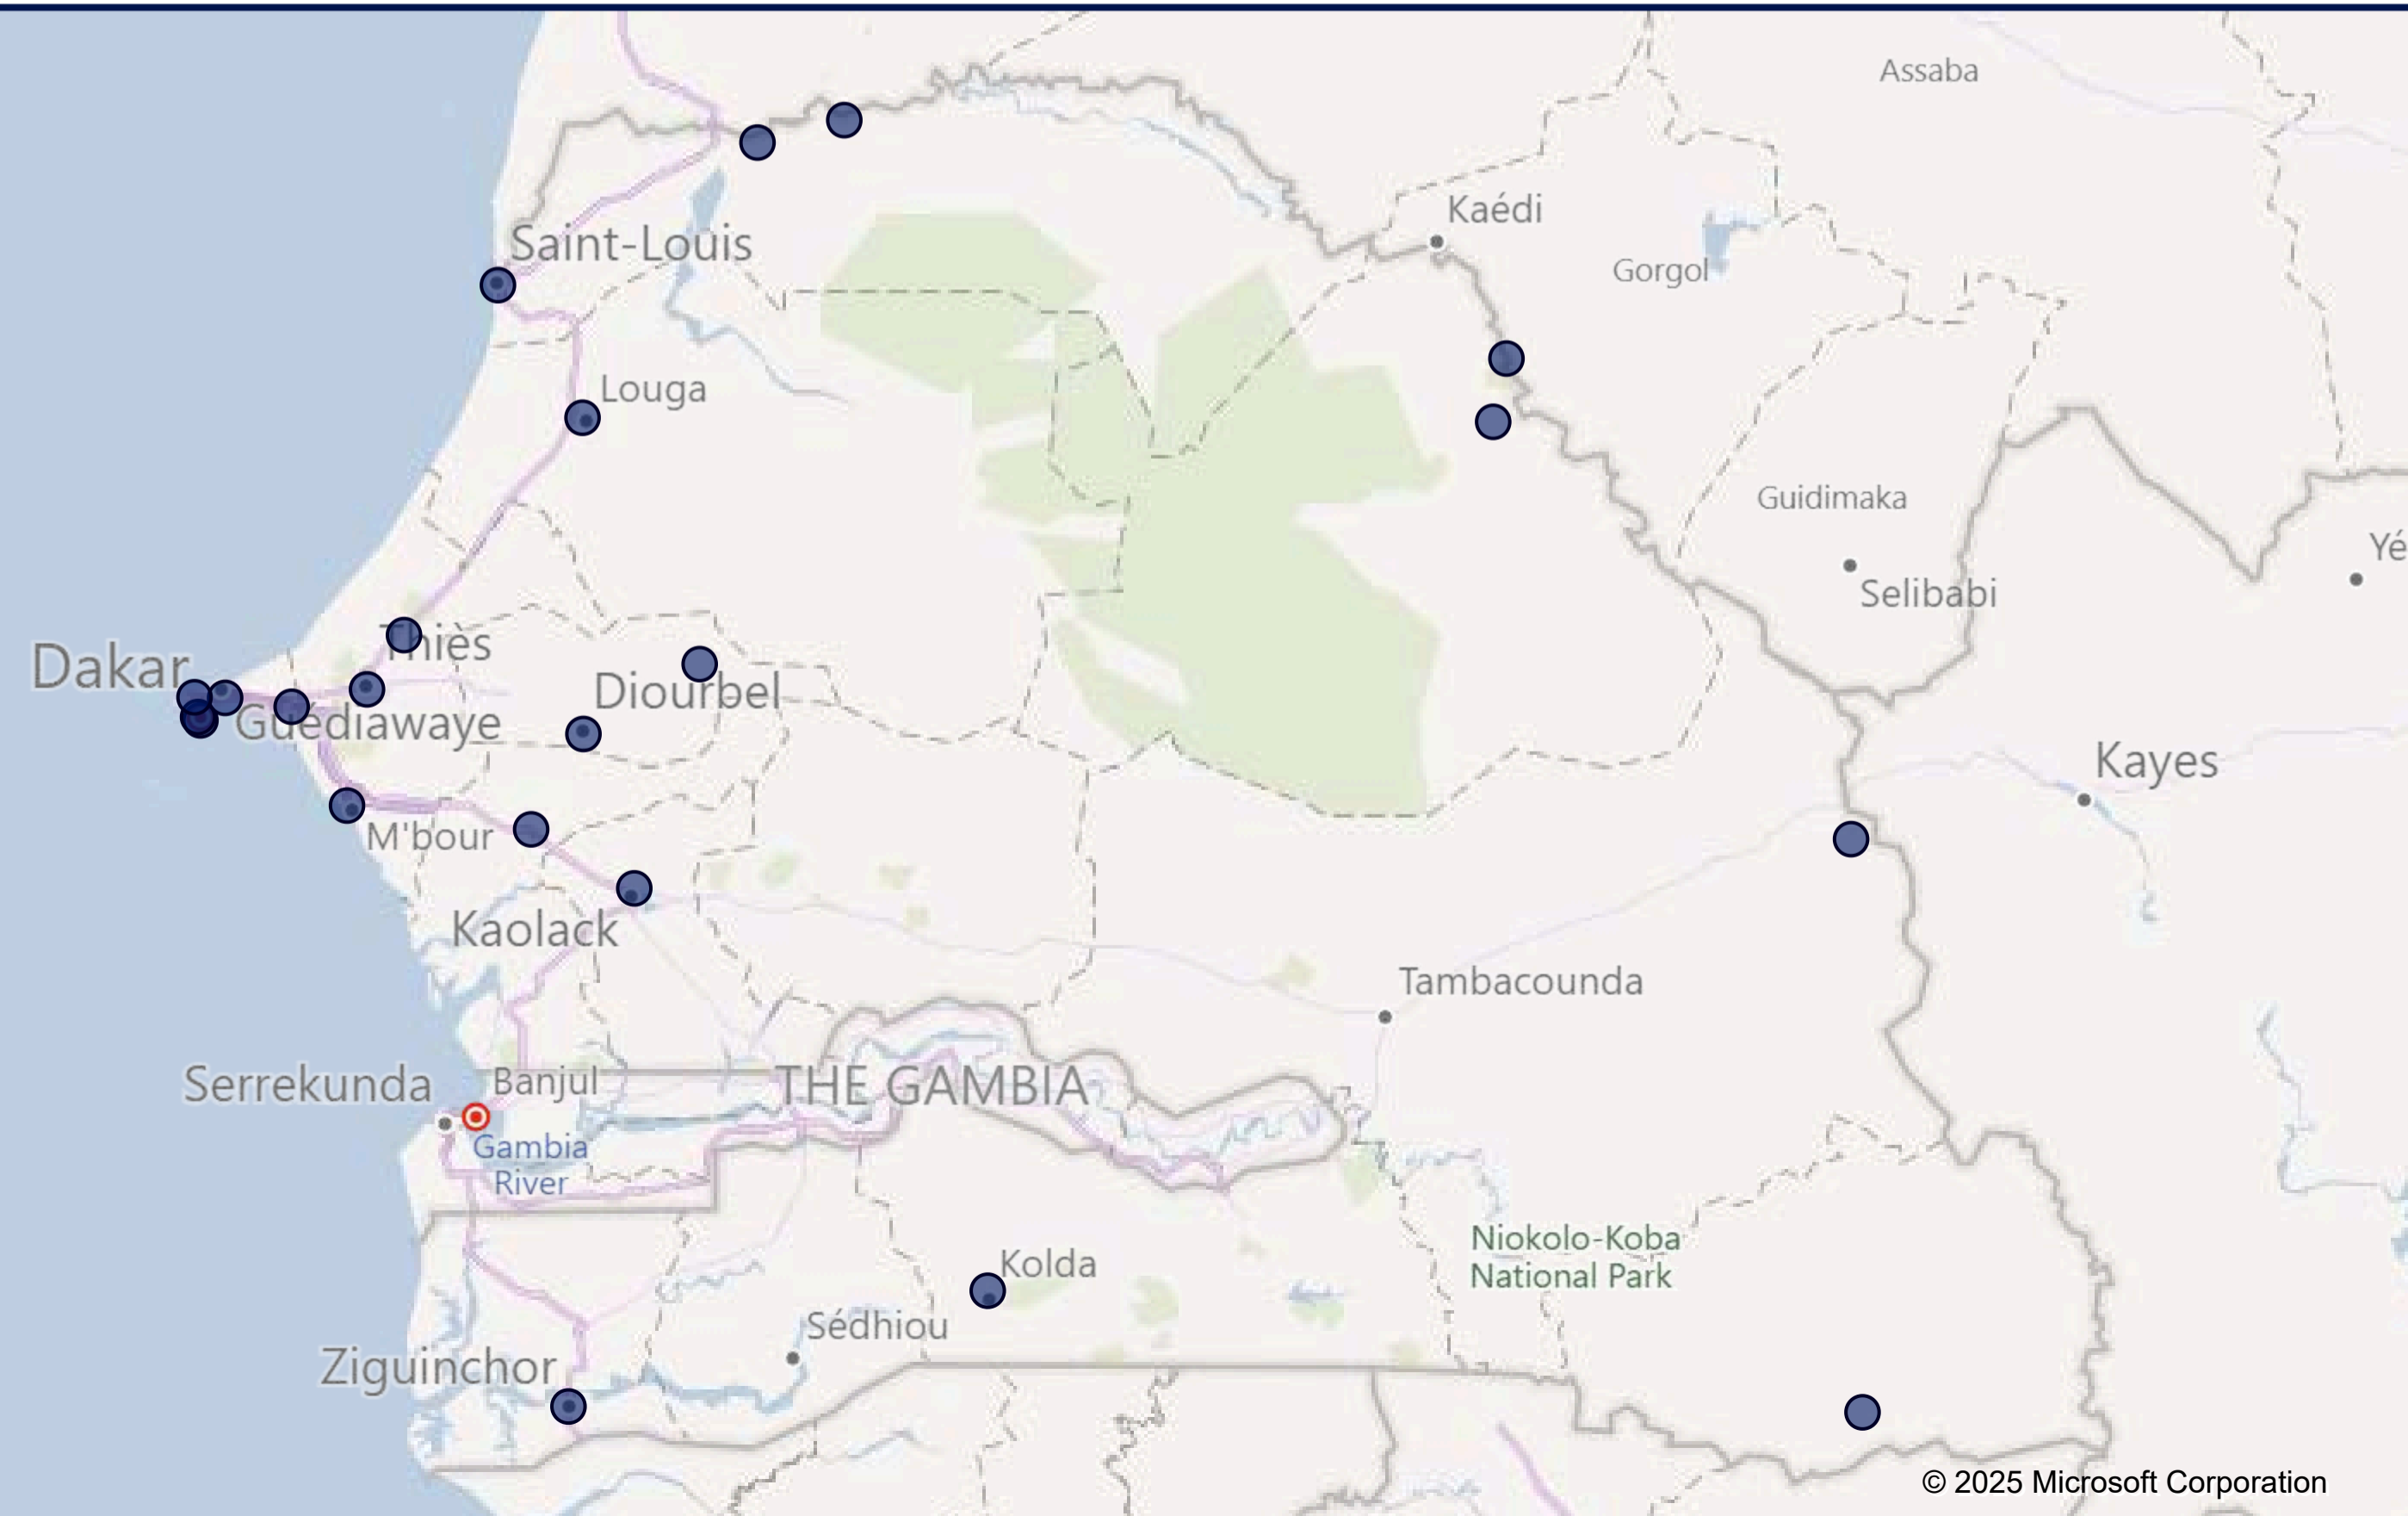 Assaba
Kaédi
Saint-Louis
Gorgol
Louga
Guidimaka
Yé
Selibabi
Thiès
Dakar
Diourbel
Guédiawaye
Kayes
M'bour
Kaolack
Tambacounda
Serrekunda
Banjul
THE GAMBIA
Gambia
River
Niokolo-Koba
National Park
Kolda
Sédhiou
Ziguinchor
© 2025 Microsoft Corporation